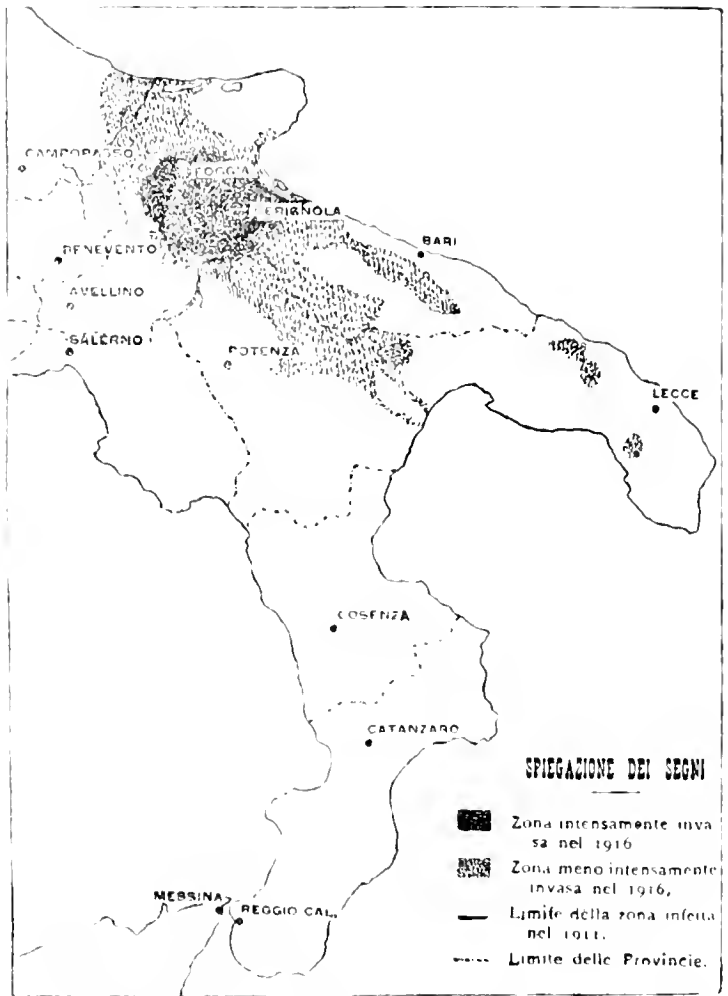 CAMPOBASSO
FOGGIA
CERIGNOLA
BARI
BENEVENTO
AVELLINO
SALERNO
POTENZA
LECCE
COSENZA
CATANZARO
MESSINA
REGGIO CAL.
SPIEGAZIONE DEI SEGNI
Zona intensamente inva
sa nel 1916
Zona meno intensamente
invasa nel 1916.
Limite della zona infetta
nel 1911.
Limite delle Provincie.